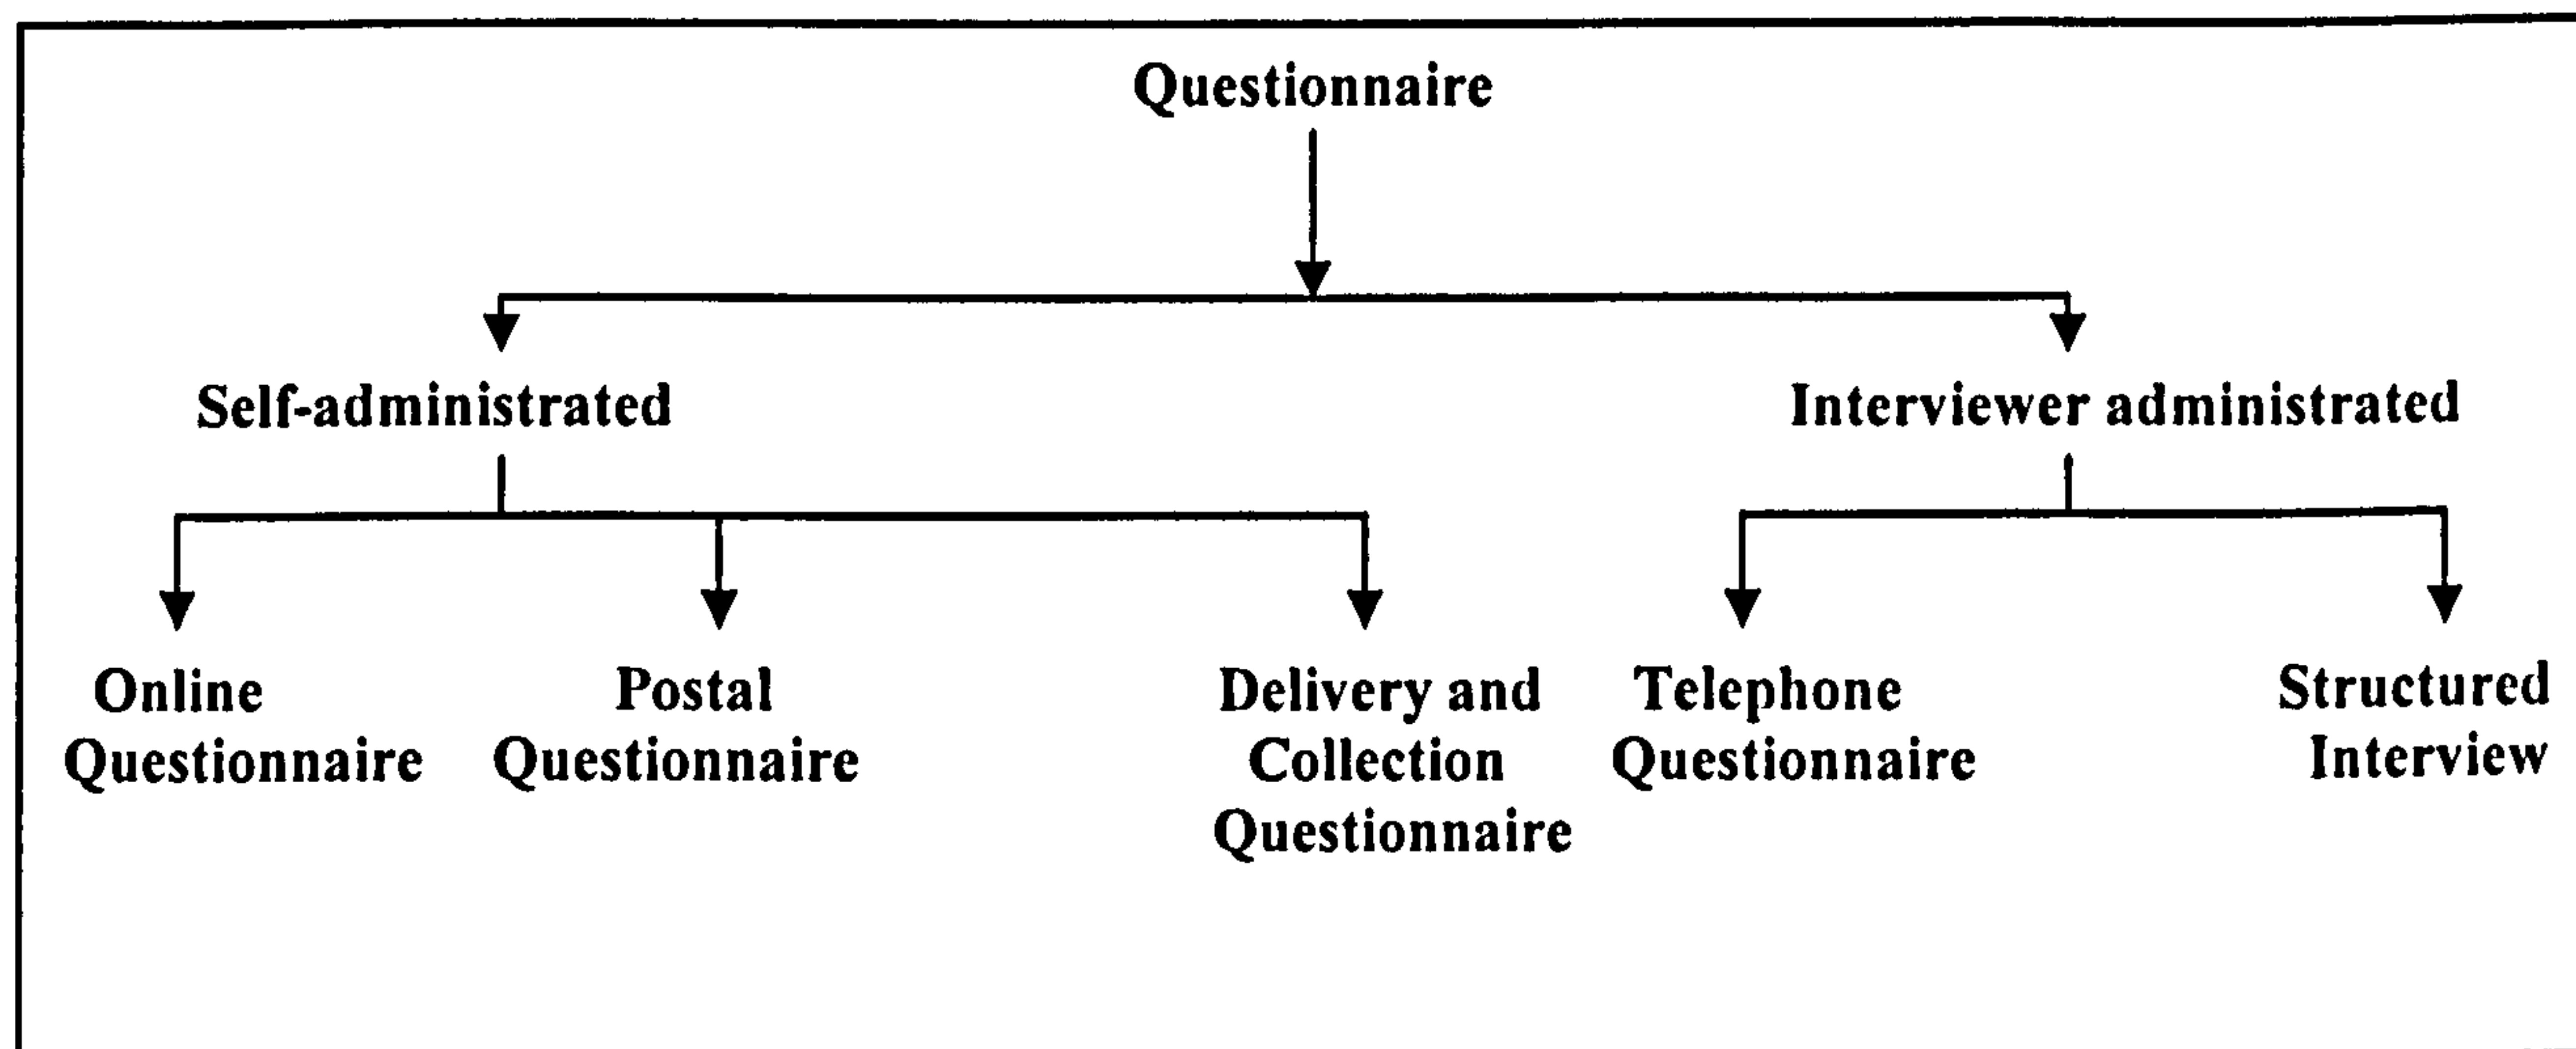 Questionnaire
Self-administrated
Interviewer administrated
Online
Questionnaire
Postal
Questionnaire
Delivery and
Collection
Questionnaire
Telephone
Questionnaire
Structured
Interview